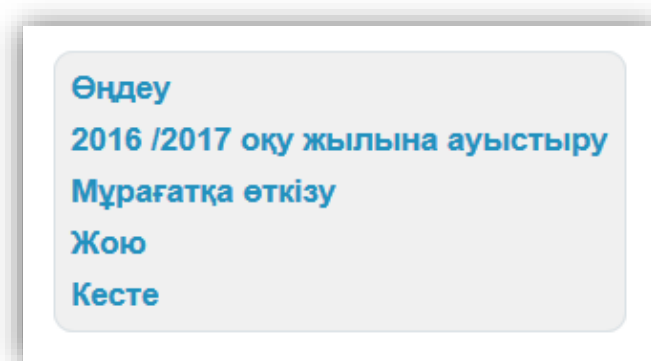 Өңдеу
2016 /2017 оқу жылына ауыстыру
Мұрағатқа өткізу
Жою
Кесте